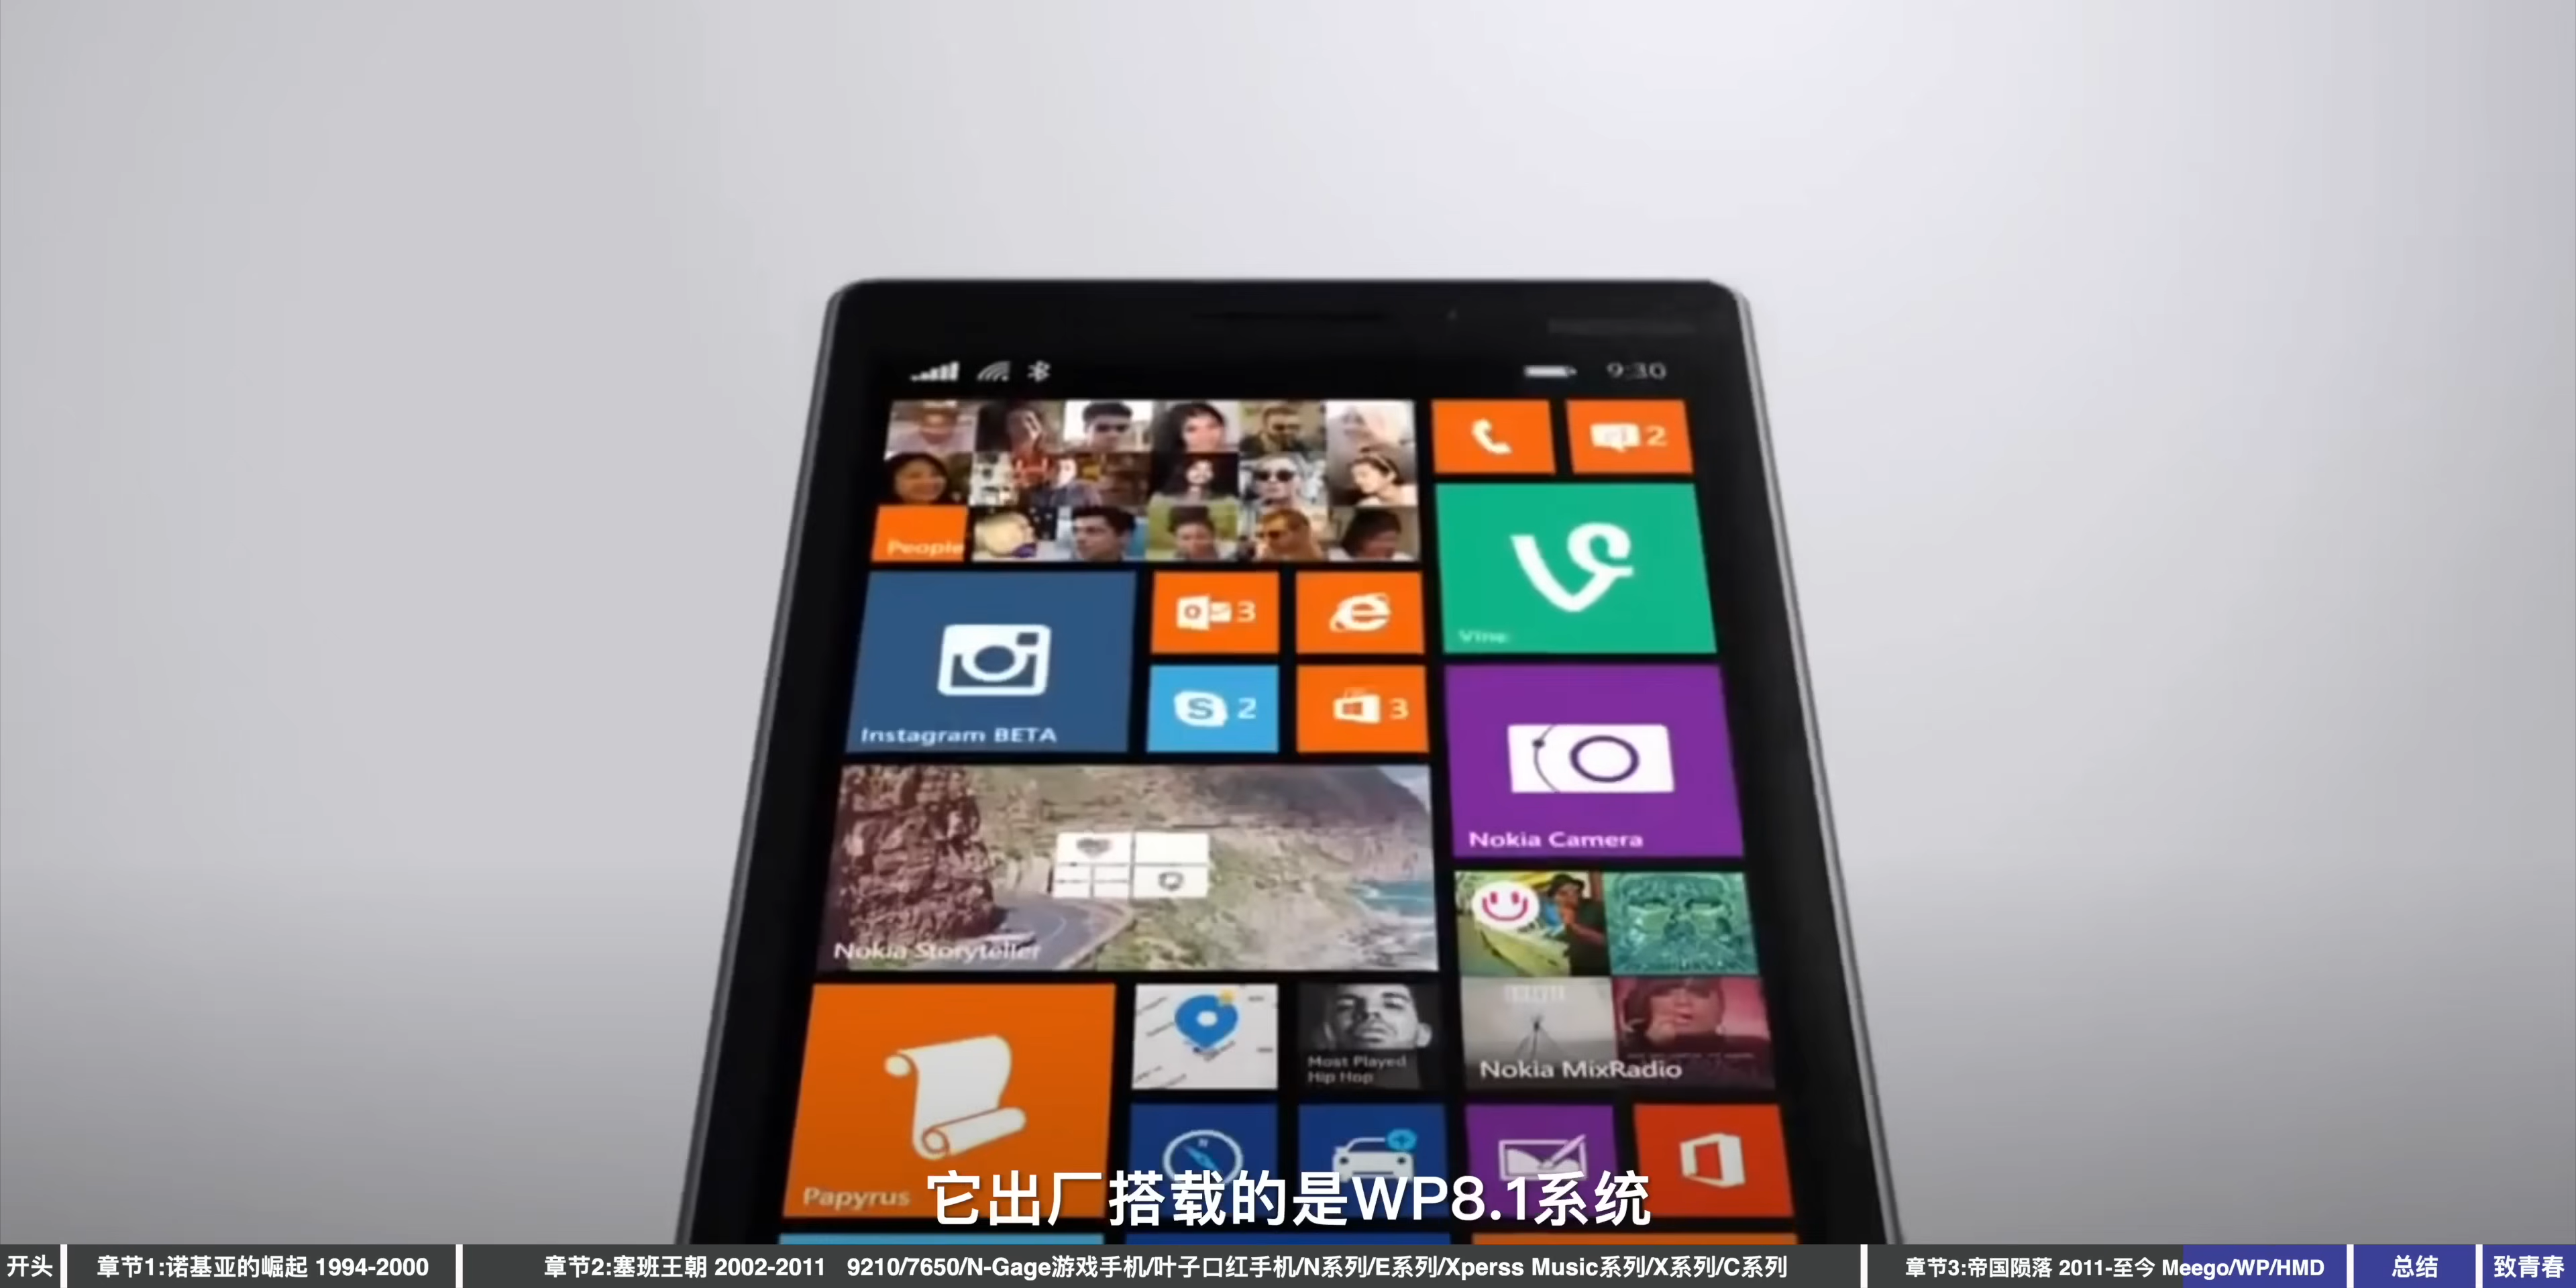 9:30
2
People
3
Vine
2
3
Instagram BETA
Nokia Camera
Nokia Storyteller
Most Played
Hip Hop
Nokia MixRadio
Papyrus
它出厂搭载的是WP8.1系统
开头 章节1:诺基亚的崛起 1994-2000 章节2:塞班王朝 2002-2011 9210/7650/N-Gage游戏手机/叶子口红手机/N系列/E系列/Xperss Music系列/X系列/C系列 章节3:帝国陨落 2011-至今 Meego/WP/HMD 总结 致青春